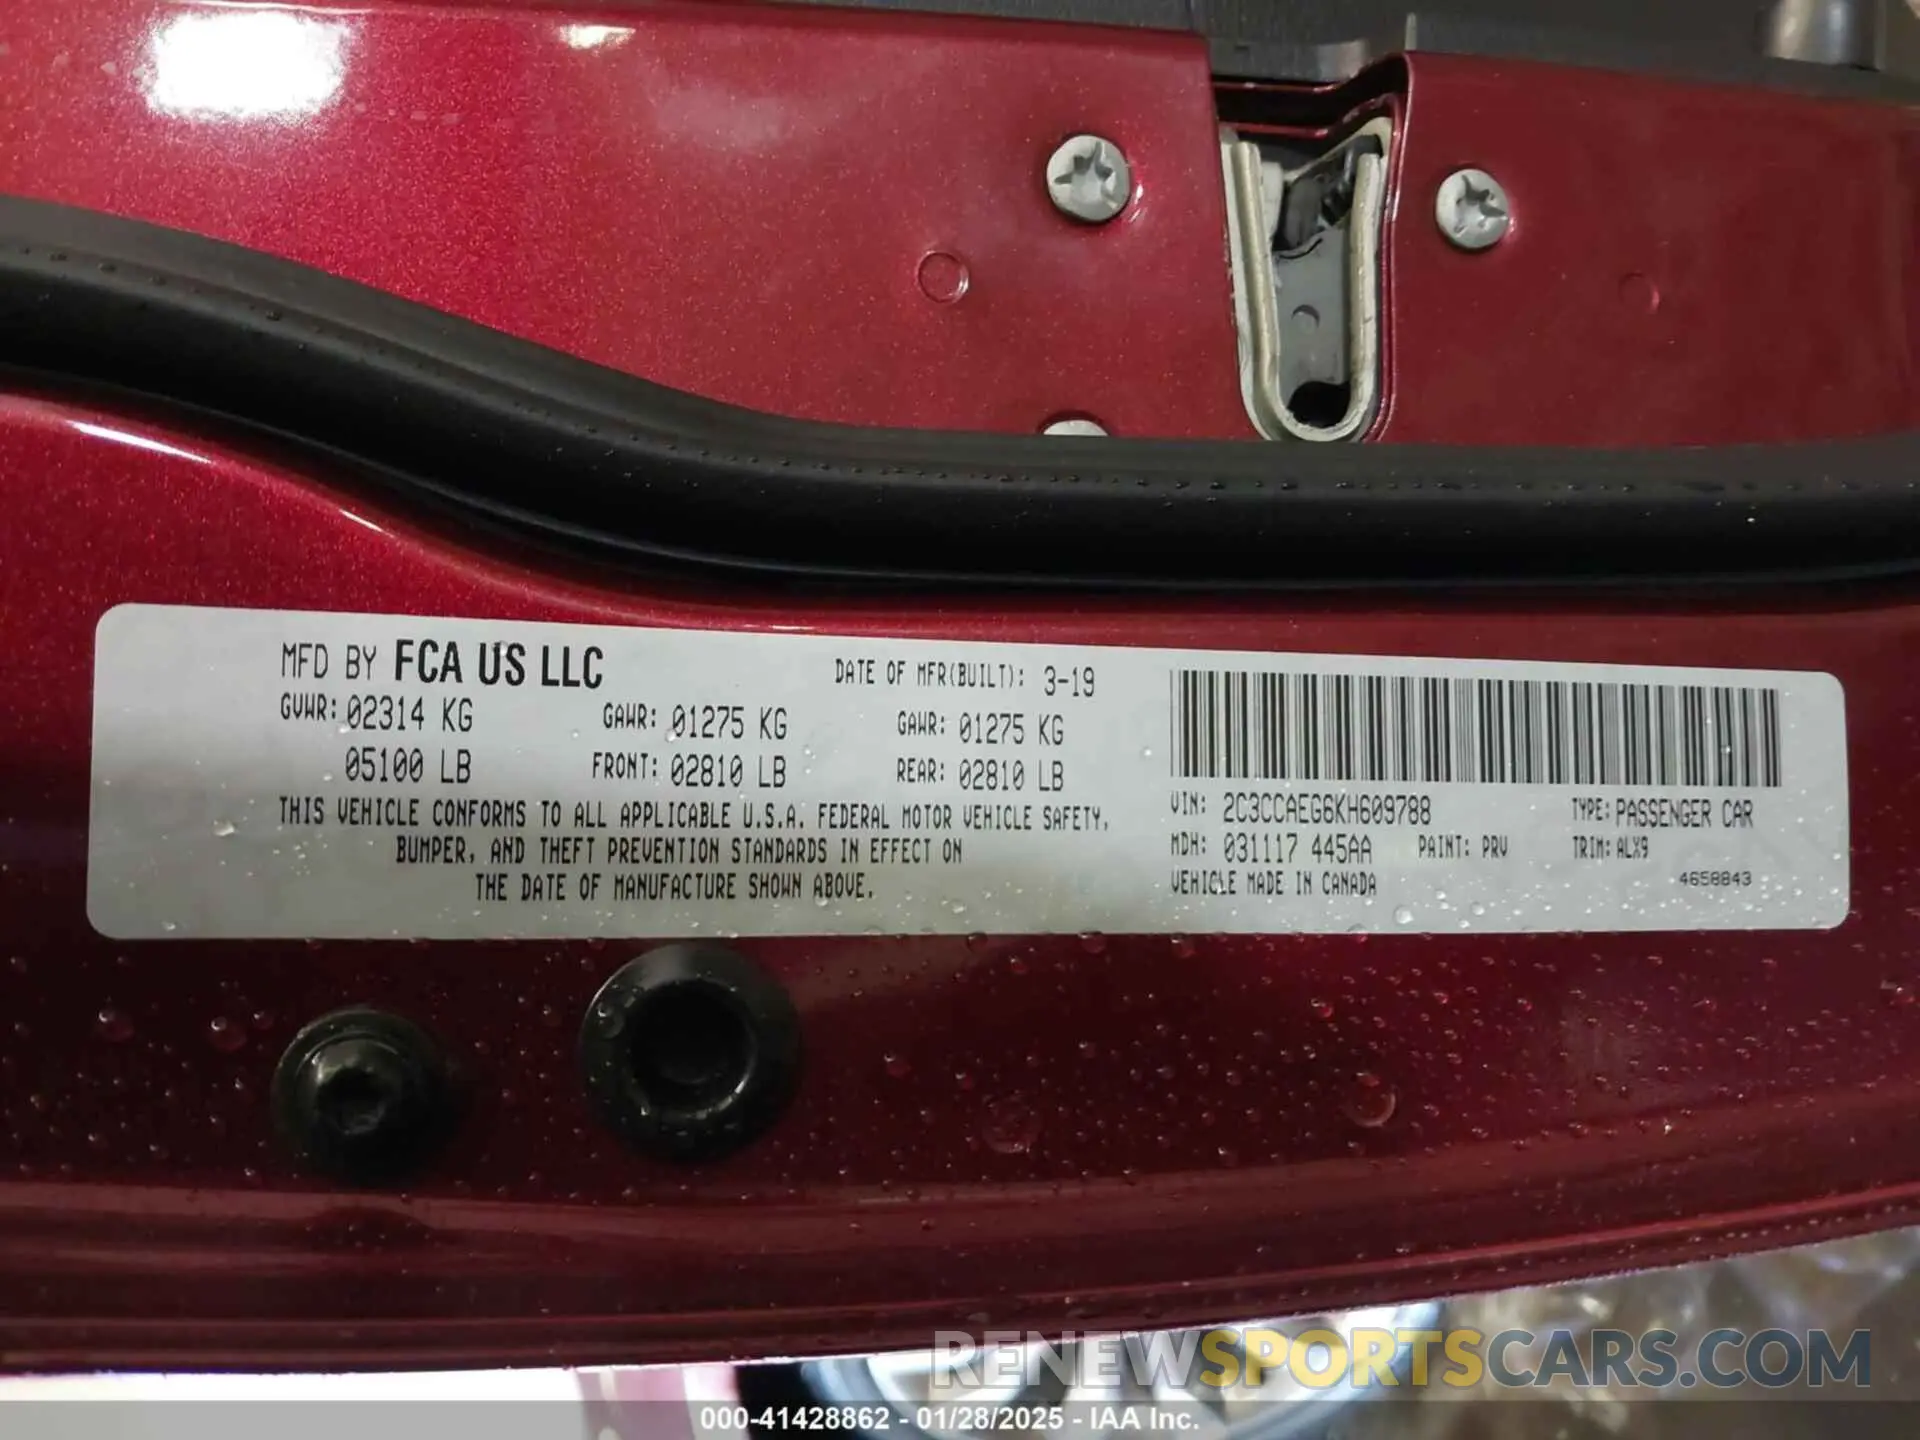 MFD BY FCA US LLC
DATE OF MFR(BUILT): 3-19
GVWR: 02314 KG
GAWR: 01275 KG
GAWR: 01275 KG
05100 LB
FRONT: 02810 LB
REAR: 02810 LB
THIS VEHICLE CONFORMS TO ALL APPLICABLE U.S.A. FEDERAL MOTOR VEHICLE SAFETY,
BUMPER, AND THEFT PREVENTION STANDARDS IN EFFECT ON
THE DATE OF MANUFACTURE SHOWN ABOVE.
VIN: 2C3CCAEG6KH609788
TYPE: PASSENGER CAR
MDH: 031117 445AA
PAINT: PRV
TRIM: ALX9
VEHICLE MADE IN CANADA
4658843
RENEWSPORTSCARS.COM
000-41428862 - 01/28/2025 - IAA Inc.